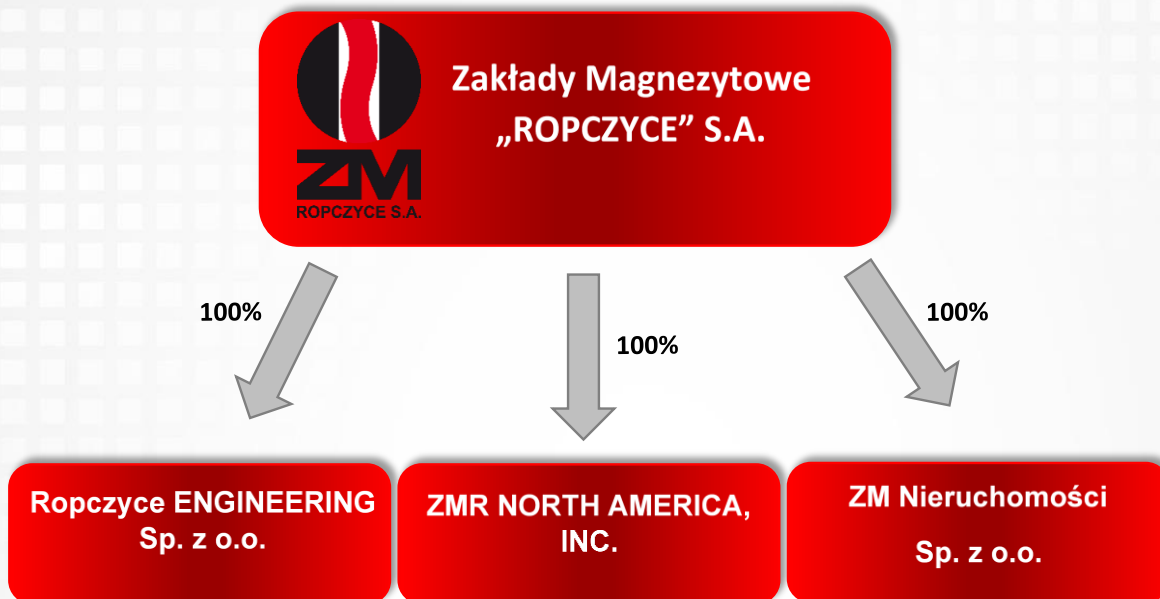 Zakłady Magnezytowe
„ROPCZYCE” S.A.
ZM
ROPCZYCE S.A.
100%
100%
100%
Ropczyce ENGINEERING
Sp. z o.o.
ZMR NORTH AMERICA,
INC.
ZM Nieruchomości
Sp. z o.o.